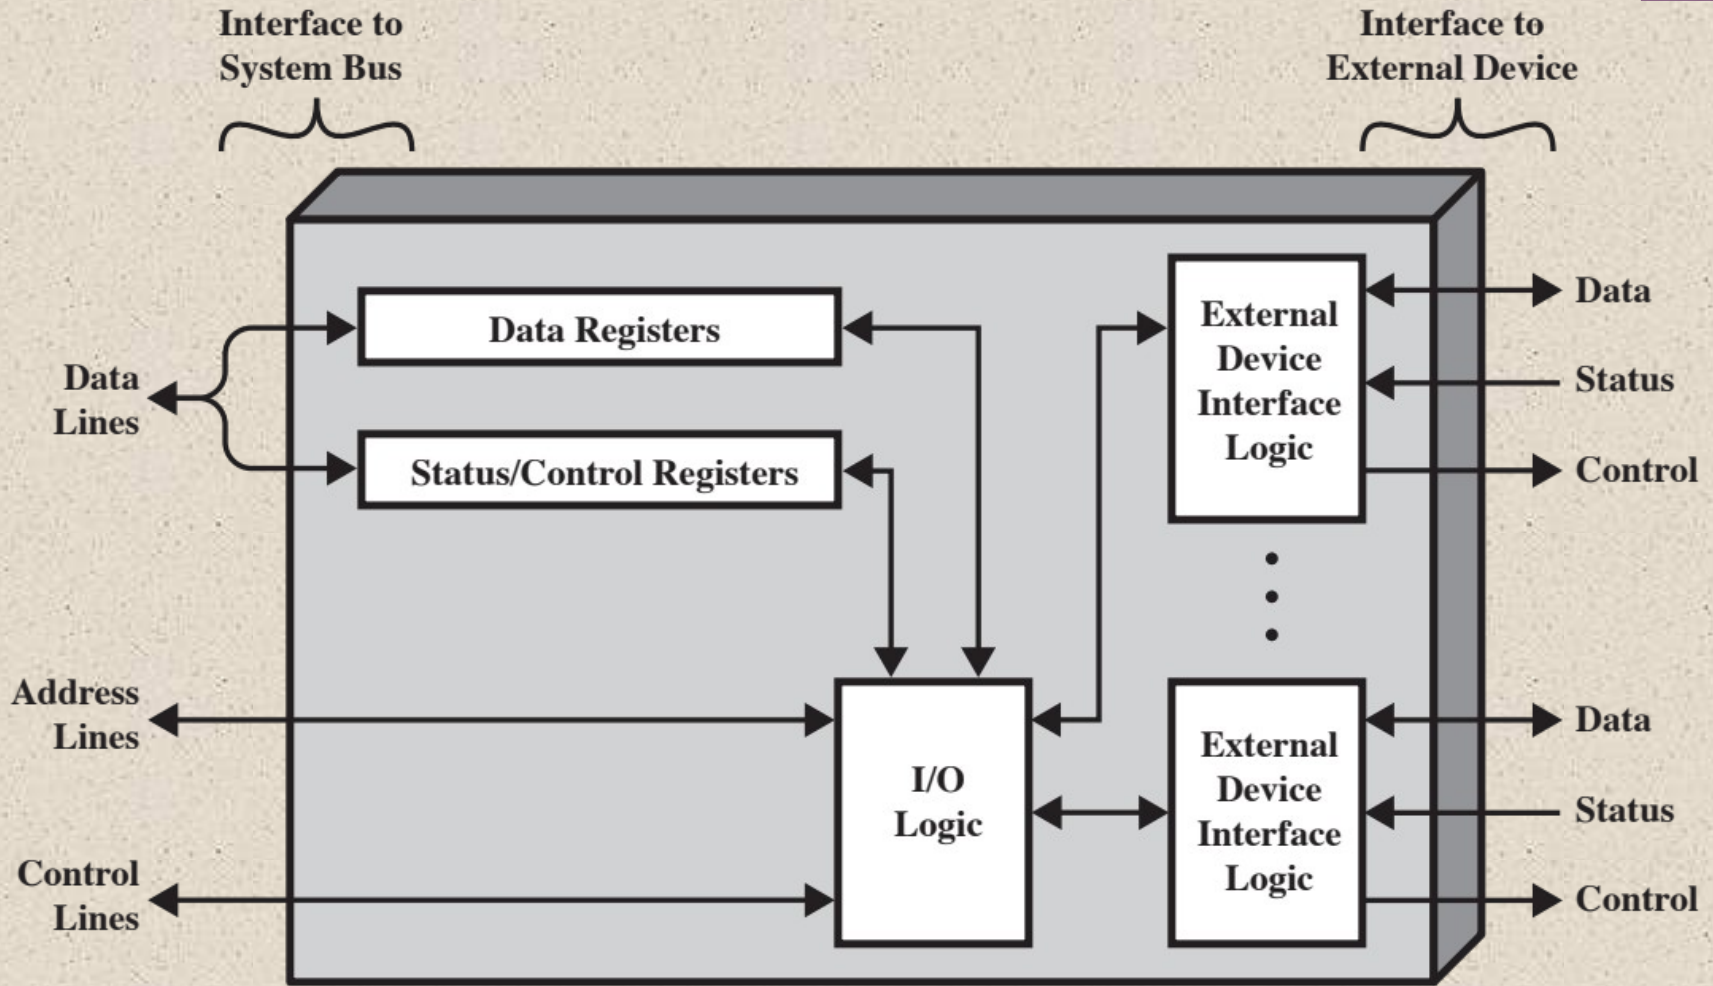 Interface to
System Bus
Interface to
External Device
Data Registers
Status/Control Registers
Data
Lines
Address
Lines
Control
Lines
I/O
Logic
External
Device
Interface
Logic
Data
Status
Control
External
Device
Interface
Logic
Data
Status
Control